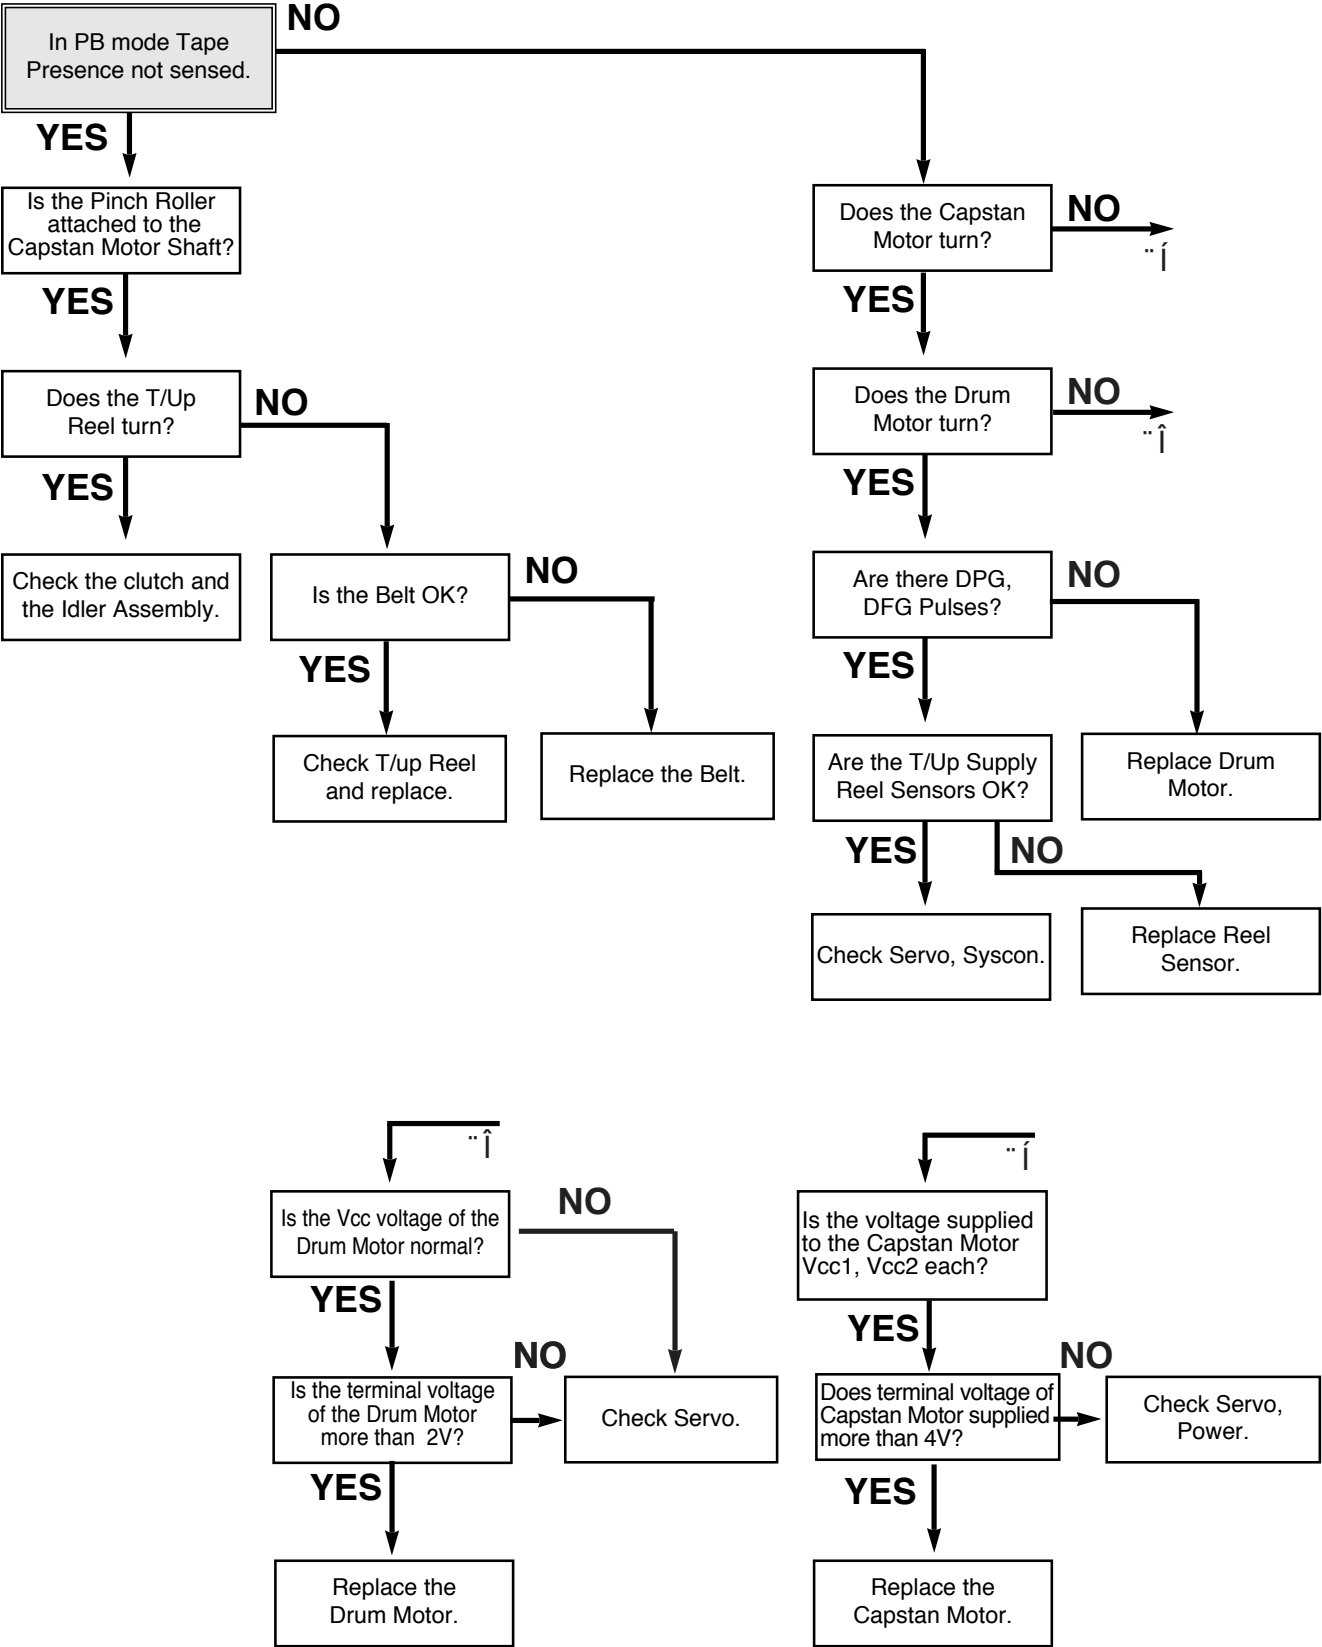 In PB mode Tape
Presence not sensed.
NO
YES
Is the Pinch Roller
attached to the
Capstan Motor Shaft?
YES
Does the T/Up
Reel turn?
NO
YES
Check the clutch and
the Idler Assembly.
Is the Belt OK?
NO
YES
Check T/up Reel
and replace.
Replace the Belt.
Does the Capstan
Motor turn?
NO
¨Í
YES
Does the Drum
Motor turn?
NO
¨Î
YES
Are there DPG,
DFG Pulses?
NO
YES
Are the T/Up Supply
Reel Sensors OK?
Replace Drum
Motor.
YES
NO
Check Servo, Syscon.
Replace Reel
Sensor.
¨Î
Is the Vcc voltage of the
Drum Motor normal?
NO
YES
Is the terminal voltage
of the Drum Motor
more than 2V?
NO
Check Servo.
YES
Replace the
Drum Motor.
¨Í
Is the voltage supplied
to the Capstan Motor
Vcc1, Vcc2 each?
YES
Does terminal voltage of
Capstan Motor supplied
more than 4V?
NO
Check Servo,
Power.
YES
Replace the
Capstan Motor.